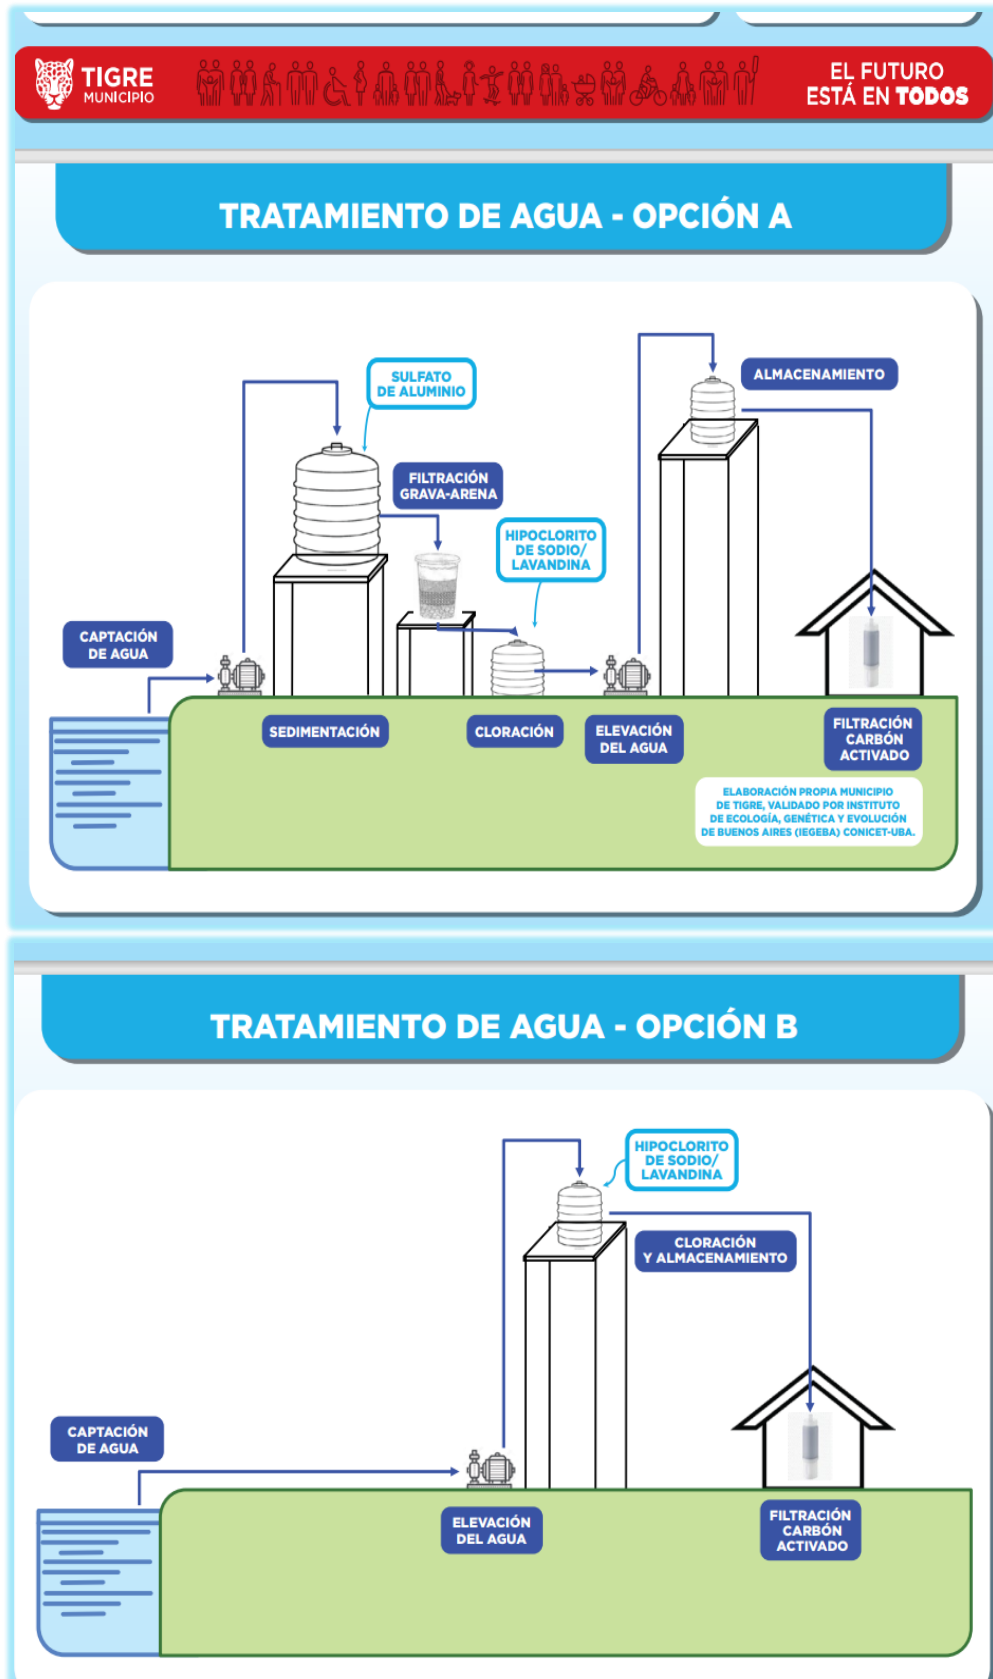 TIGRE
MUNICIPIO
EL FUTURO
ESTÁ EN TODOS
TRATAMIENTO DE AGUA - OPCIÓN A
SULFATO
DE ALUMINIO
ALMACENAMIENTO
FILTRACIÓN
GRAVA-ARENA
HIPOCLORITO
DE SODIO/
LAVANDINA
CAPTACIÓN
DE AGUA
SEDIMENTACIÓN
CLORACIÓN
ELEVACIÓN
DEL AGUA
FILTRACIÓN
CARBÓN
ACTIVADO
ELABORACIÓN PROPIA MUNICIPIO
DE TIGRE, VALIDADO POR INSTITUTO
DE ECOLOGÍA, GENÉTICA Y EVOLUCIÓN
DE BUENOS AIRES (IEGEBA) CONICET-UBA.
TRATAMIENTO DE AGUA - OPCIÓN B
HIPOCLORITO
DE SODIO/
LAVANDINA
CLORACIÓN
Y ALMACENAMIENTO
CAPTACIÓN
DE AGUA
ELEVACIÓN
DEL AGUA
FILTRACIÓN
CARBÓN
ACTIVADO